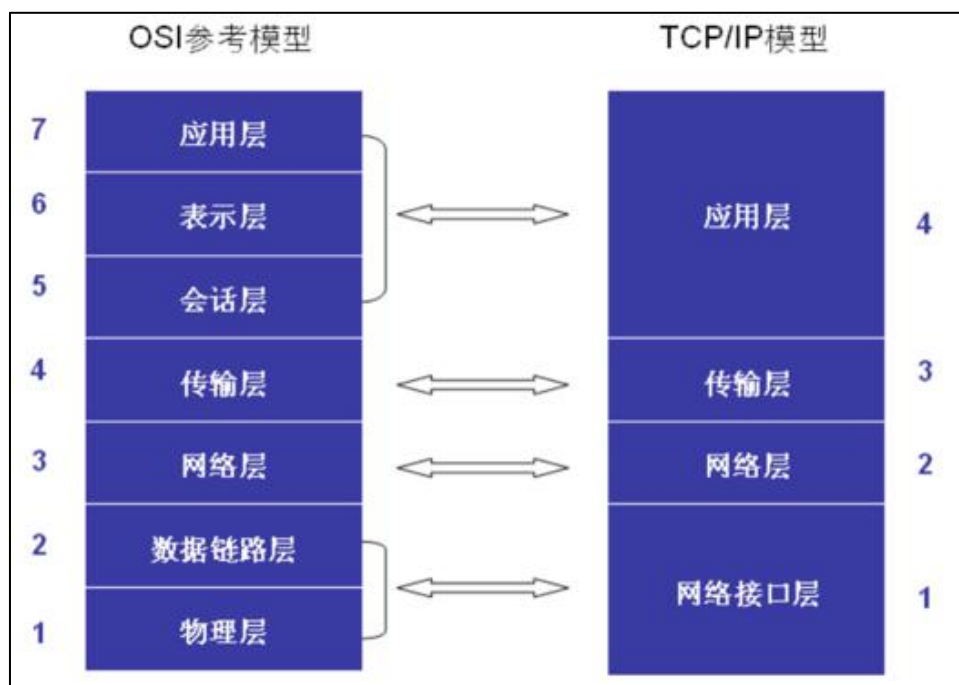 OSI参考模型
TCP/IP模型
7
应用层
6
表示层
5
会话层
4
传输层
3
网络层
2
数据链路层
1
物理层
应用层
4
传输层
3
网络层
2
网络接口层
1